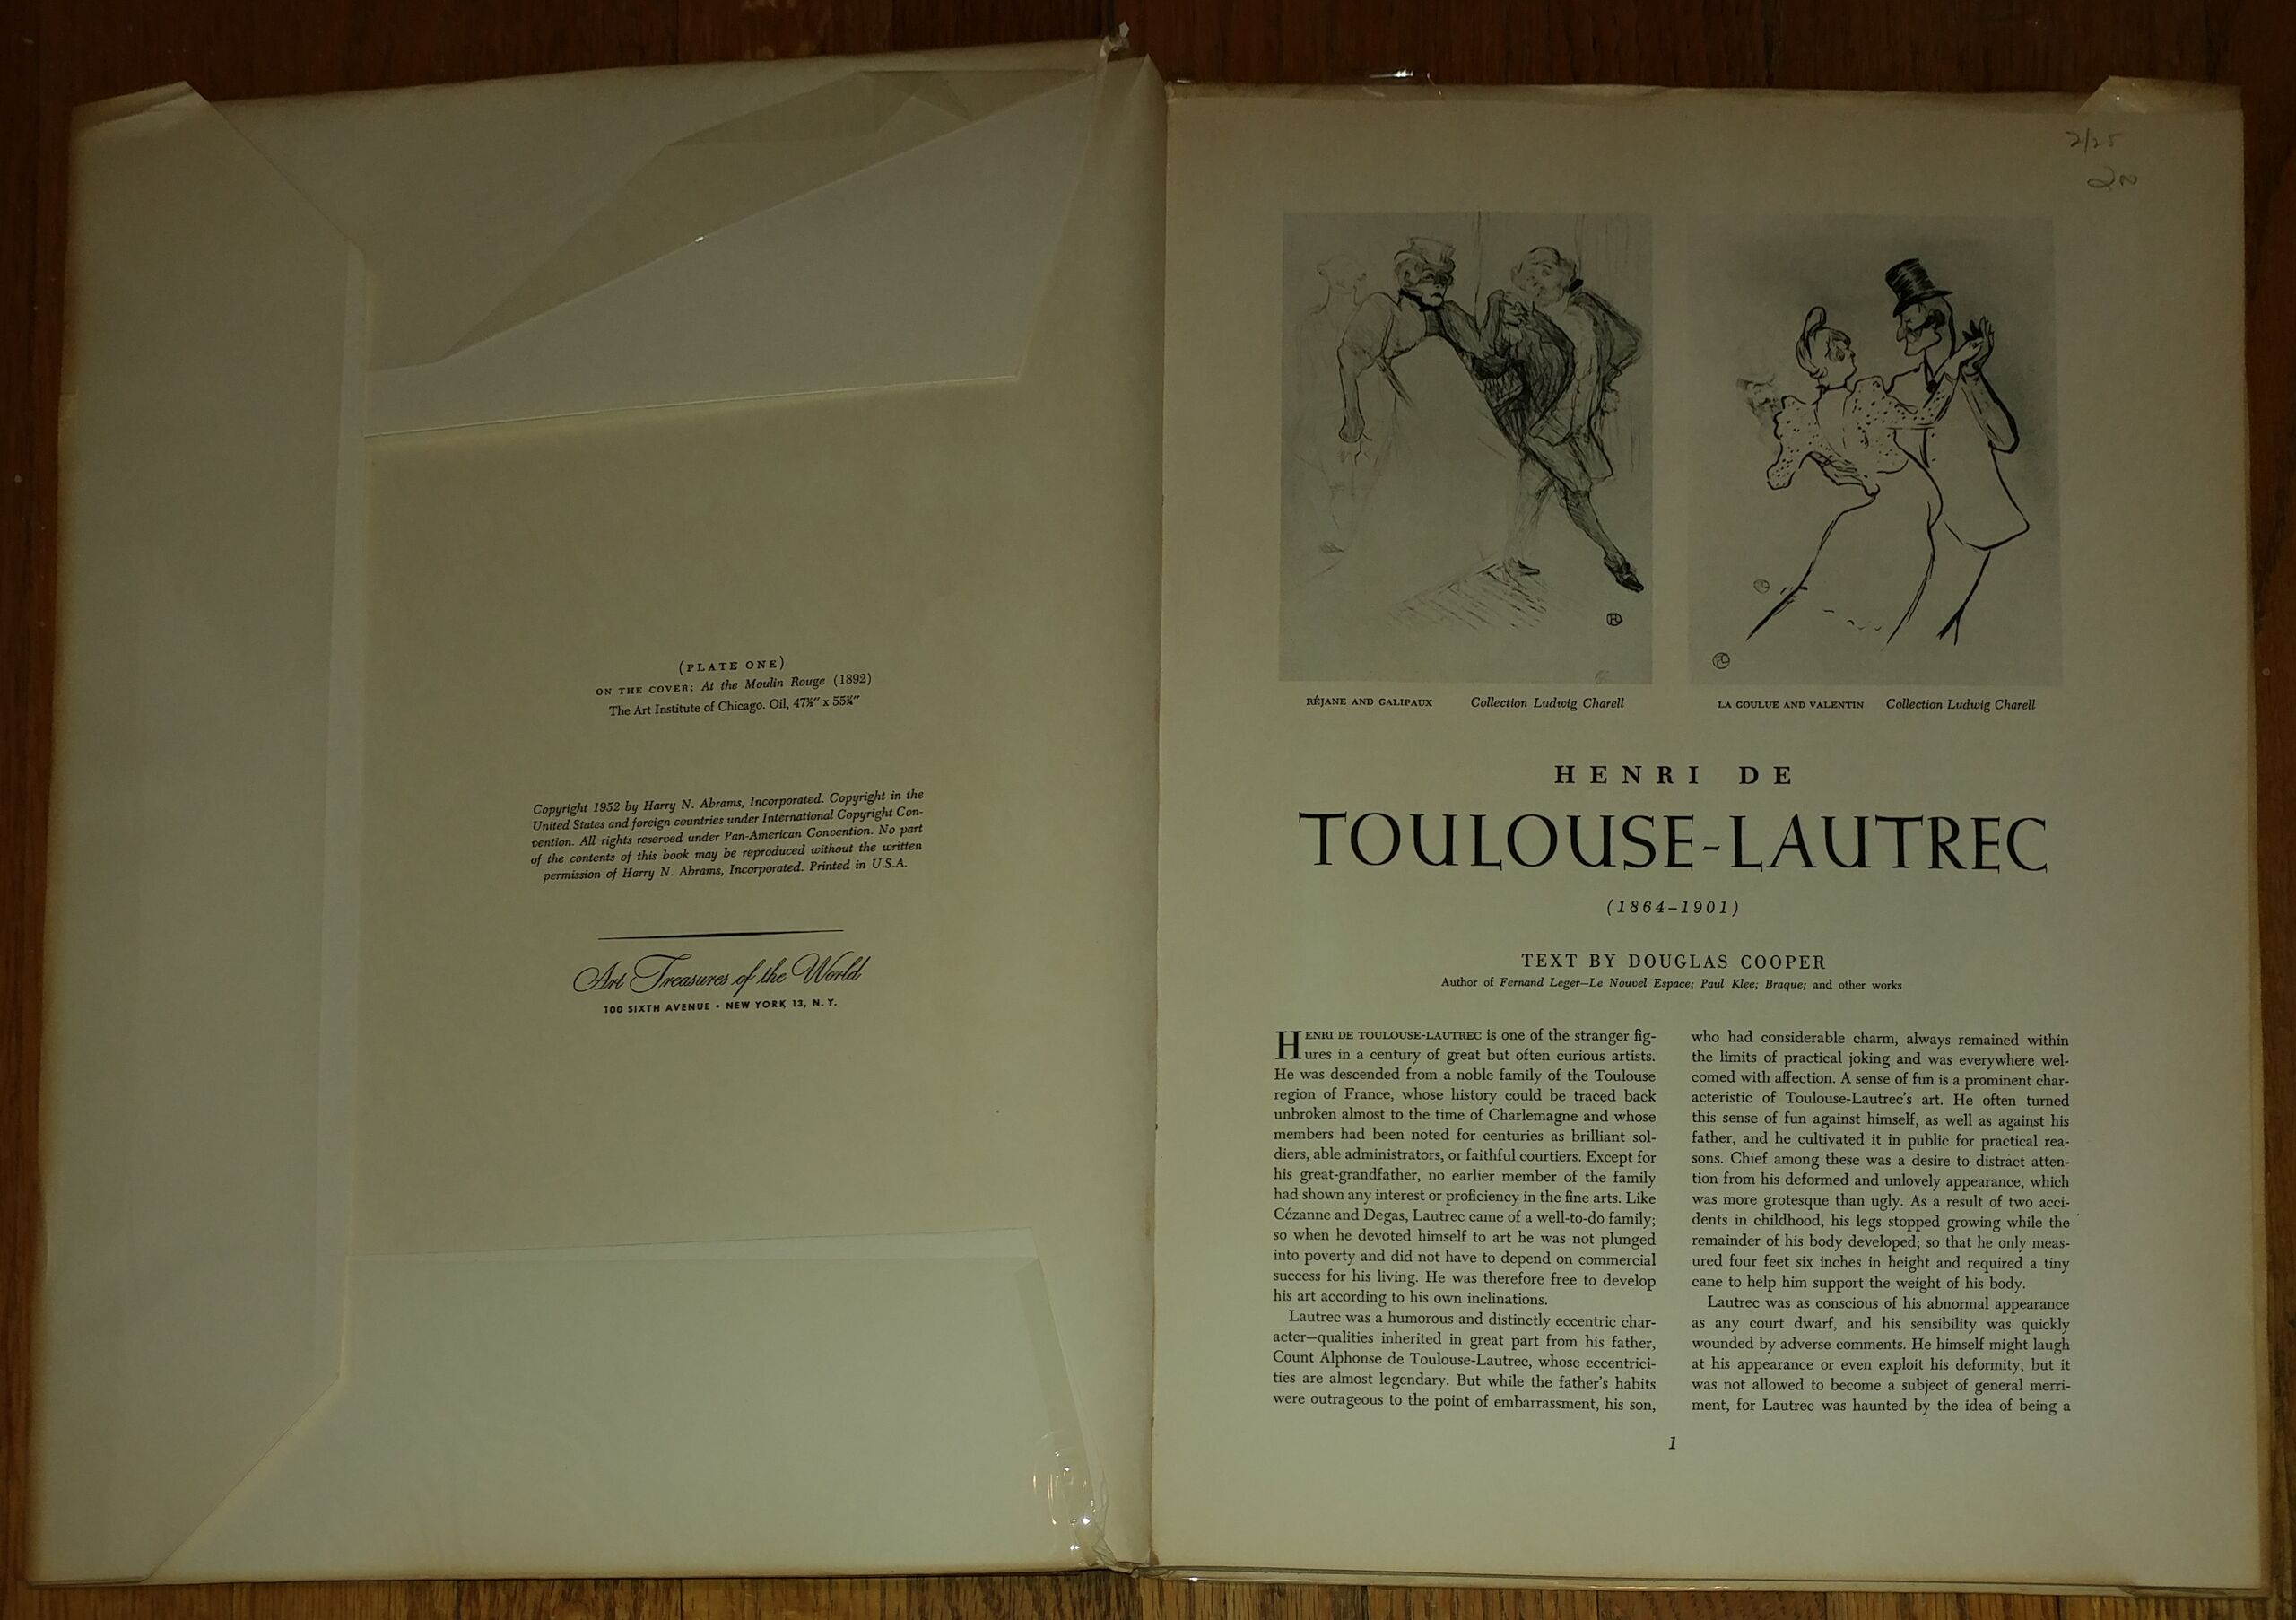 (PLATE ONE)
ON THE COVER: At the Moulin Rouge (1892)
The Art Institute of Chicago. Oil, 47½" x 55¼"
Copyright 1952 by Harry N. Abrams, Incorporated. Copyright in the
United States and foreign countries under International Copyright Con-
vention. All rights reserved under Pan-American Convention. No part
of the contents of this book may be reproduced without the written
permission of Harry N. Abrams, Incorporated. Printed in U.S.A.
Art Treasures of the World
100 SIXTH AVENUE • NEW YORK 13, N. Y.
2/25
RÉJANE AND GALIPAUX Collection Ludwig Charell
LA GOULUE AND VALENTIN Collection Ludwig Charell
HENRI DE
TOULOUSE-LAUTREC
(1864–1901)
TEXT BY DOUGLAS COOPER
Author of Fernand Leger—Le Nouvel Espace; Paul Klee; Braque; and other works
HENRI DE TOULOUSE-LAUTREC is one of the stranger fig-
ures in a century of great but often curious artists.
He was descended from a noble family of the Toulouse
region of France, whose history could be traced back
unbroken almost to the time of Charlemagne and whose
members had been noted for centuries as brilliant sol-
diers, able administrators, or faithful courtiers. Except for
his great-grandfather, no earlier member of the family
had shown any interest or proficiency in the fine arts. Like
Cézanne and Degas, Lautrec came of a well-to-do family;
so when he devoted himself to art he was not plunged
into poverty and did not have to depend on commercial
success for his living. He was therefore free to develop
his art according to his own inclinations.
Lautrec was a humorous and distinctly eccentric char-
acter—qualities inherited in great part from his father,
Count Alphonse de Toulouse-Lautrec, whose eccentrici-
ties are almost legendary. But while the father's habits
were outrageous to the point of embarrassment, his son,
who had considerable charm, always remained within
the limits of practical joking and was everywhere wel-
comed with affection. A sense of fun is a prominent char-
acteristic of Toulouse-Lautrec's art. He often turned
this sense of fun against himself, as well as against his
father, and he cultivated it in public for practical rea-
sons. Chief among these was a desire to distract atten-
tion from his deformed and unlovely appearance, which
was more grotesque than ugly. As a result of two acci-
dents in childhood, his legs stopped growing while the
remainder of his body developed; so that he only meas-
ured four feet six inches in height and required a tiny
cane to help him support the weight of his body.
Lautrec was as conscious of his abnormal appearance
as any court dwarf, and his sensibility was quickly
wounded by adverse comments. He himself might laugh
at his appearance or even exploit his deformity, but it
was not allowed to become a subject of general merri-
ment, for Lautrec was haunted by the idea of being a
1